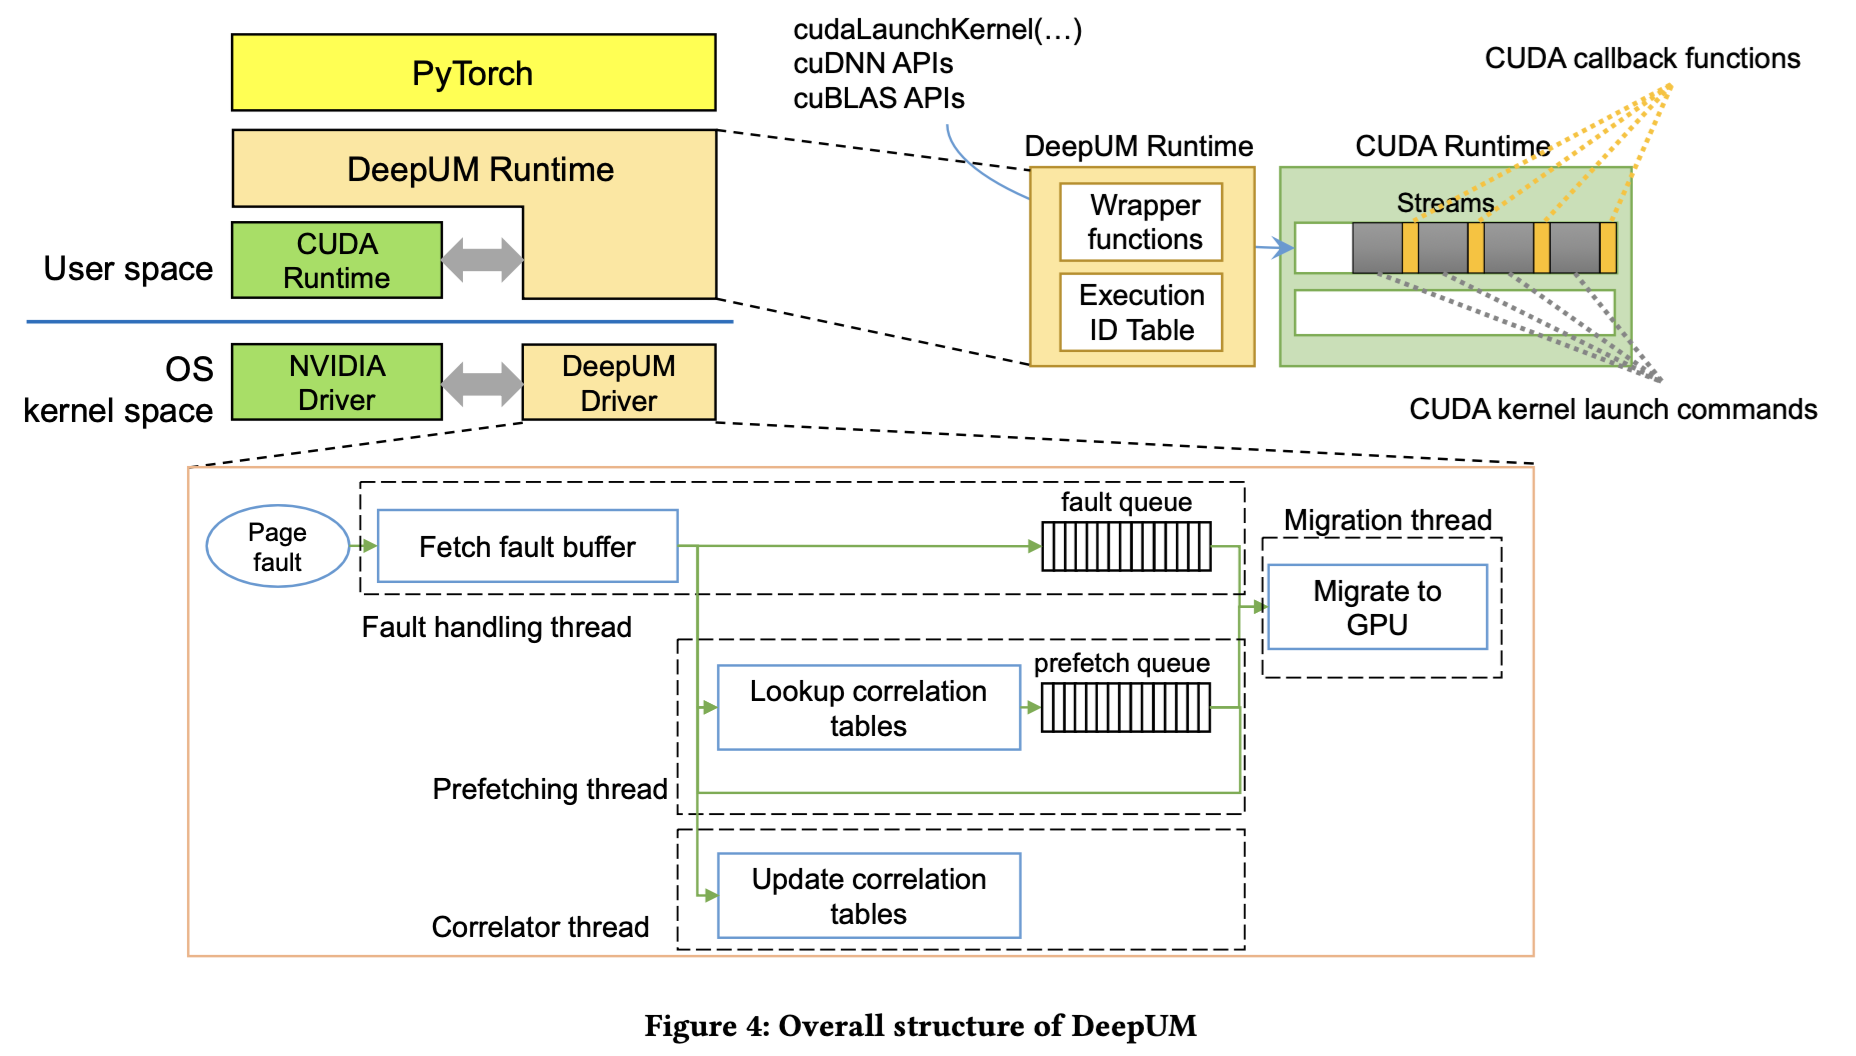 PyTorch
DeepUM Runtime
CUDA
Runtime
User space
OS
kernel space
NVIDIA
Driver
DeepUM
Driver
cudaLaunchKernel(…)
cuDNN APIs
cuBLAS APIs
DeepUM Runtime
Wrapper
functions
Execution
ID Table
CUDA callback functions
CUDA Runtime
Streams
CUDA kernel launch commands
Page
fault
Fetch fault buffer
fault queue
Fault handling thread
Migration thread
Migrate to
GPU
Lookup correlation
tables
prefetch queue
Prefetching thread
Update correlation
tables
Correlator thread
Figure 4: Overall structure of DeepUM